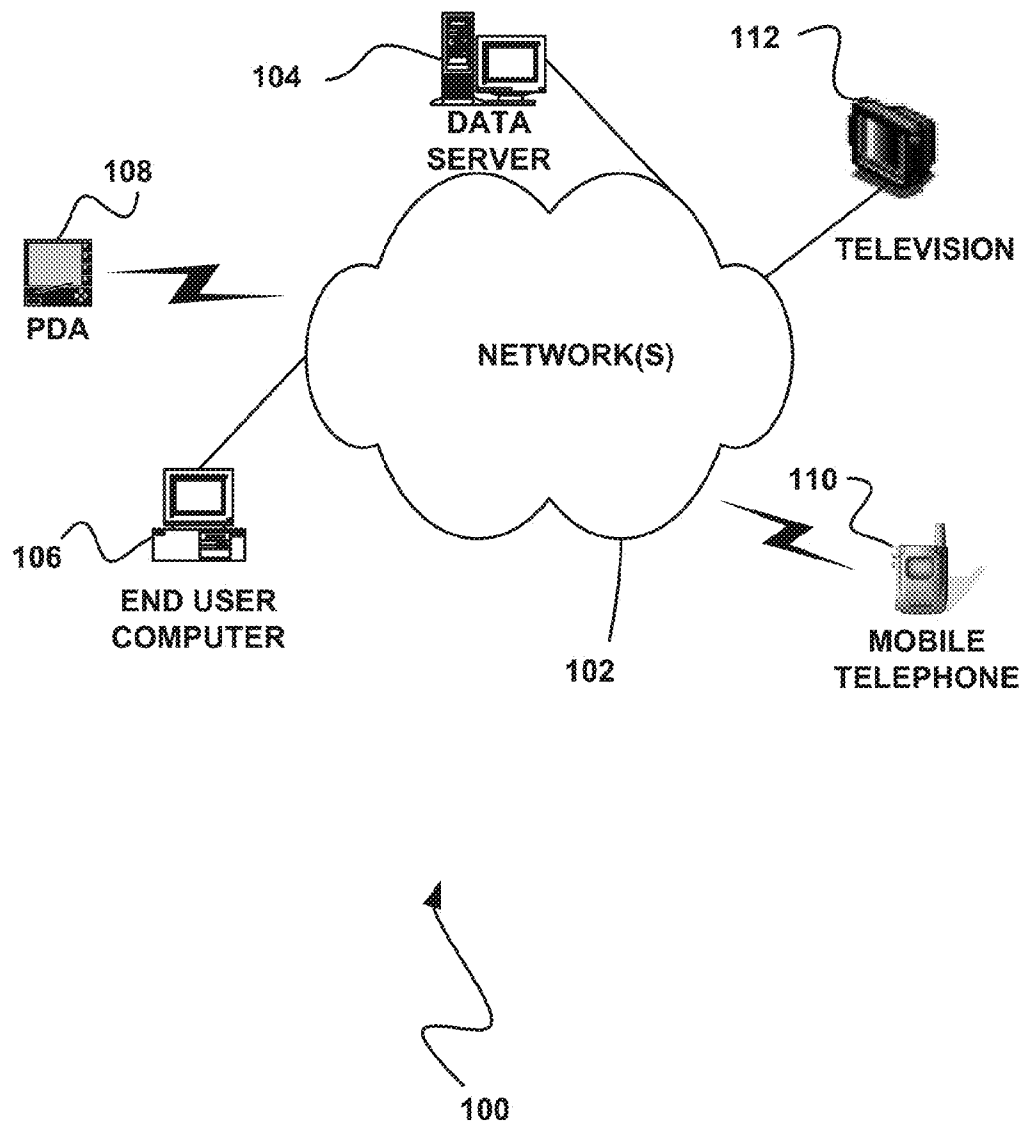 104
DATA
SERVER
112
TELEVISION
108
PDA
NETWORK(S)
106
END USER
COMPUTER
110
MOBILE
TELEPHONE
102
100